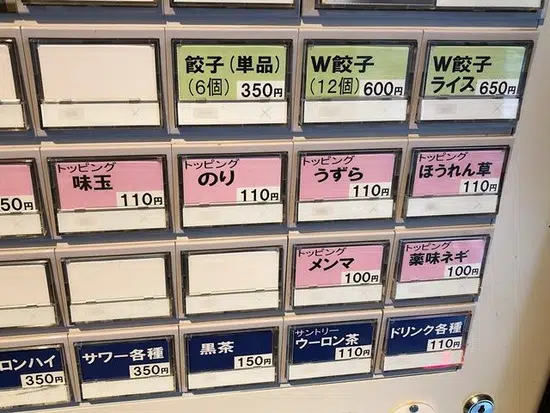 餃子(単品)
(6個) 350円
W餃子
(12個) 600円
W餃子
ライス 650円
50円
トッピング
味玉
110円
トッピング
のり
110円
トッピング
うずら
110円
トッピング
ほうれん草
110円
トッピング
メンマ
100円
トッピング
薬味ネギ
100円
ロンハイ
350円
サワー各種
350円
黒茶
150円
サントリー
ウーロン茶
110円
ドリンク各種
110円